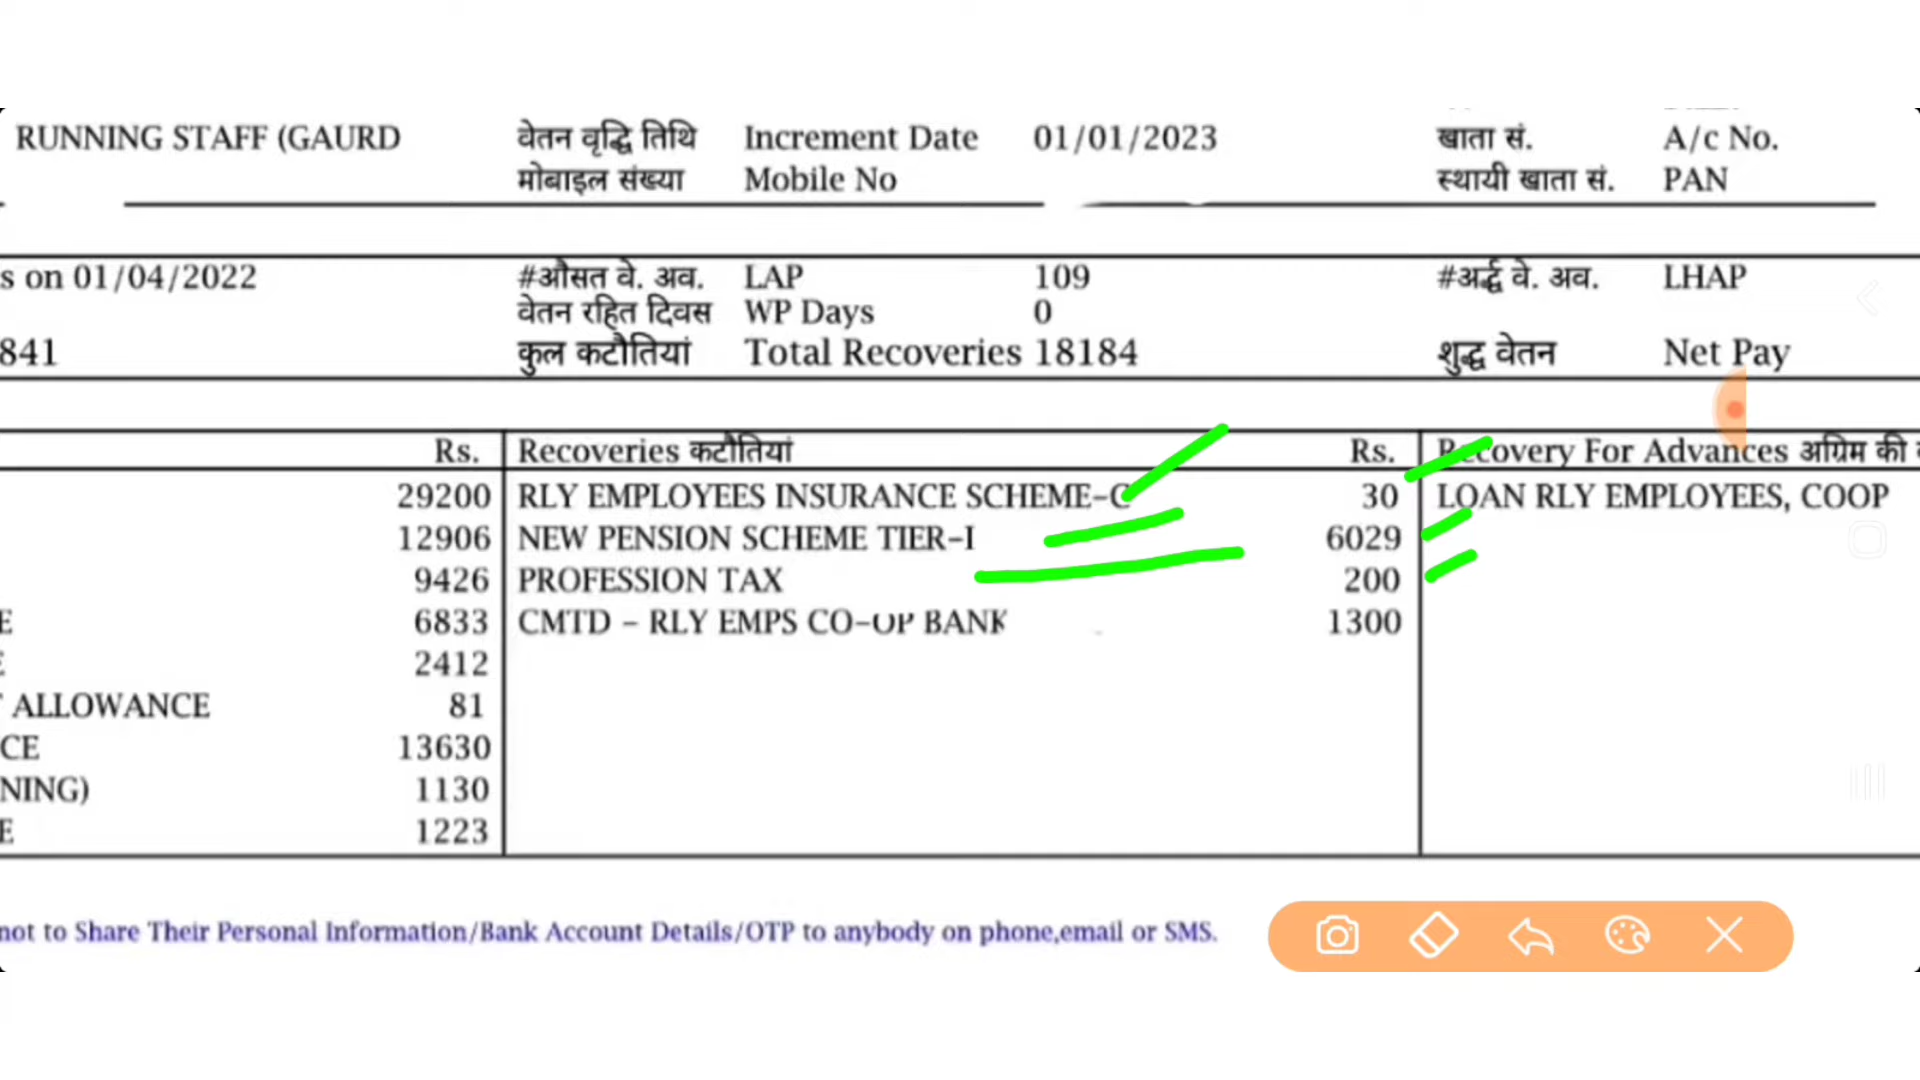 RUNNING STAFF (GAURD वेतन वृद्धि तिथि Increment Date 01/01/2023 खाता सं. A/c No.
मोबाइल संख्या Mobile No स्थायी खाता सं. PAN
s on 01/04/2022 #औसत वे. अव. LAP 109 #अर्द्ध वे. अव. LHAP
वेतन रहित दिवस WP Days 0
841 कुल कटौतियां Total Recoveries 18184 शुद्ध वेतन Net Pay
Rs. Recoveries कटौतियां Rs. Recovery For Advances अग्रिम की
29200 RLY EMPLOYEES INSURANCE SCHEME-C 30 LOAN RLY EMPLOYEES, COOP
12906 NEW PENSION SCHEME TIER-I 6029
9426 PROFESSION TAX 200
E 6833 CMTD - RLY EMPS CO-OP BANK 1300
E 2412
ALLOWANCE 81
CE 13630
NING) 1130
E 1223
not to Share Their Personal Information/Bank Account Details/OTP to anybody on phone,email or SMS.